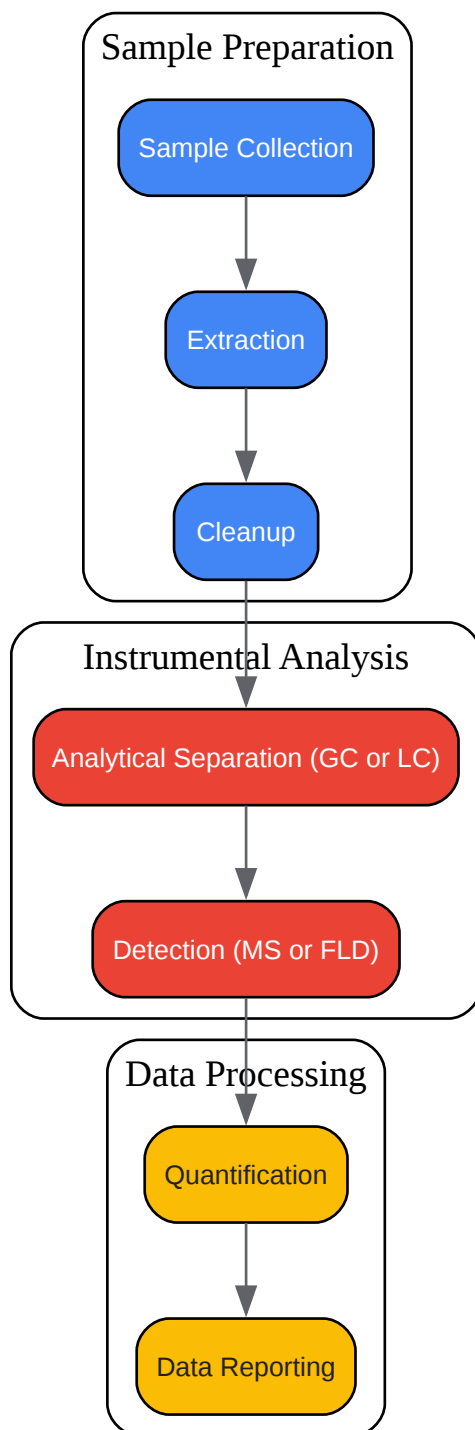 Sample Preparation
Sample Collection
Extraction
Cleanup
Instrumental Analysis
Analytical Separation (GC or LC)
Detection (MS or FLD)
Data Processing
Quantification
Data Reporting